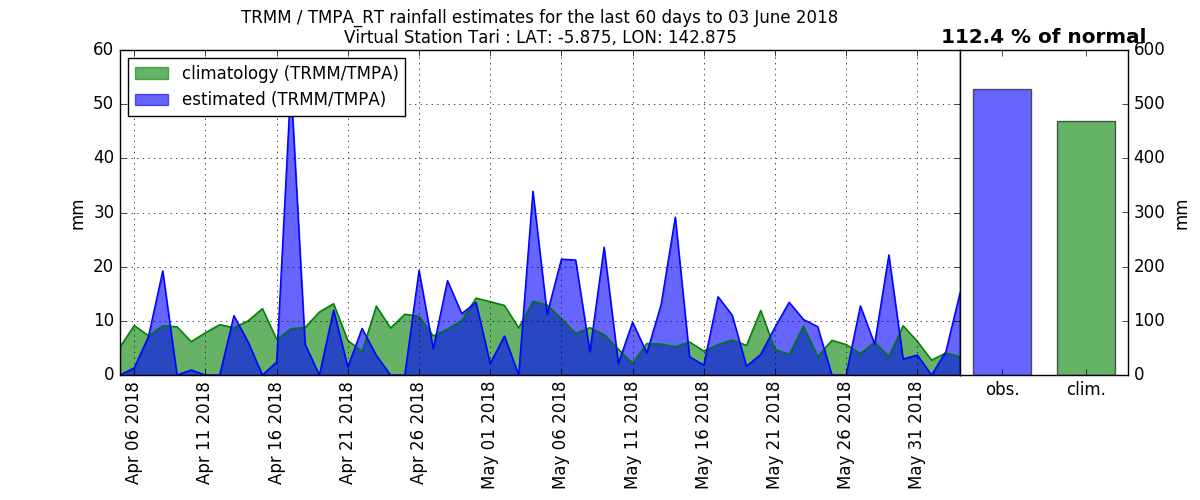 TRMM / TMPA_RT rainfall estimates for the last 60 days to 03 June 2018
Virtual Station Tari : LAT: -5.875, LON: 142.875
112.4 % of normal
climatology (TRMM/TMPA)
estimated (TRMM/TMPA)
60
50
40
30
20
10
0
mm
Apr 06 2018
Apr 11 2018
Apr 16 2018
Apr 21 2018
Apr 26 2018
May 01 2018
May 06 2018
May 11 2018
May 16 2018
May 21 2018
May 26 2018
May 31 2018
600
500
400
300
200
100
0
mm
obs.
clim.